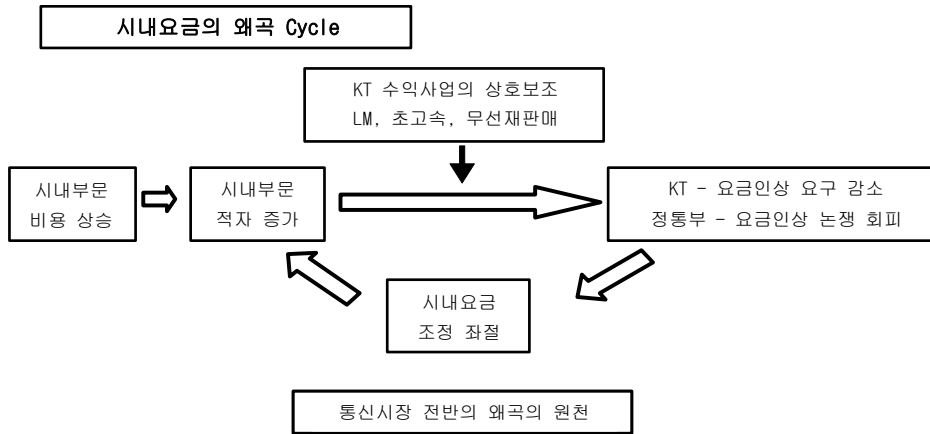 시내요금의 왜곡 Cycle
KT 수익사업의 상호보조
LM, 초고속, 무선재판매
시내부문
비용 상승
시내부문
적자 증가
KT - 요금인상 요구 감소
정통부 - 요금인상 논쟁 회피
시내요금
조정 좌절
통신시장 전반의 왜곡의 원천